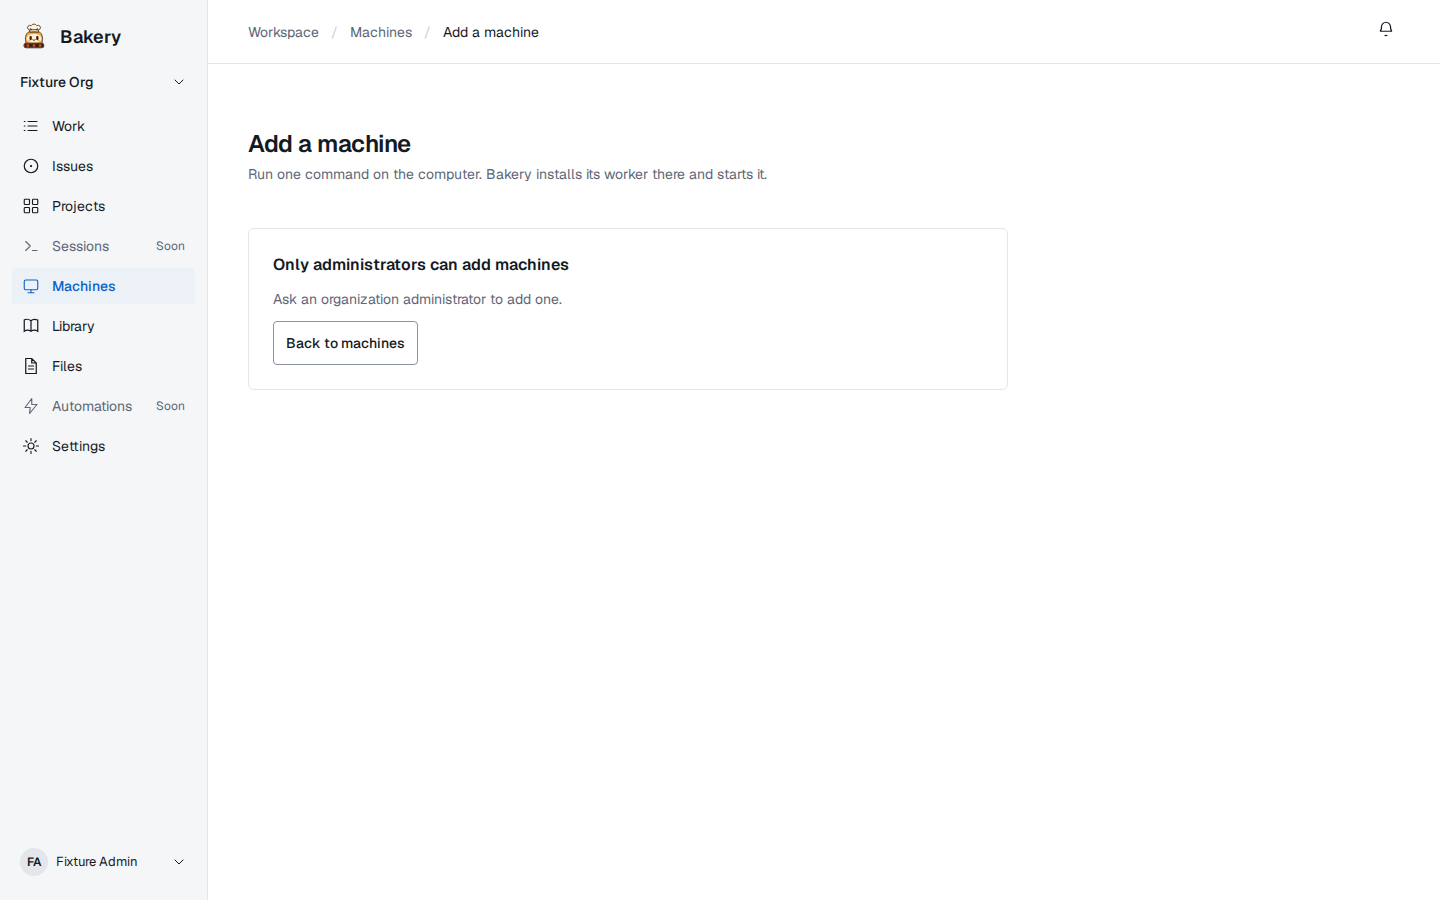 Bakery
Fixture Org
Work
Issues
Projects
Sessions Soon
Machines
Library
Files
Automations Soon
Settings
FA Fixture Admin
Workspace / Machines / Add a machine
Add a machine
Run one command on the computer. Bakery installs its worker there and starts it.
Only administrators can add machines
Ask an organization administrator to add one.
Back to machines